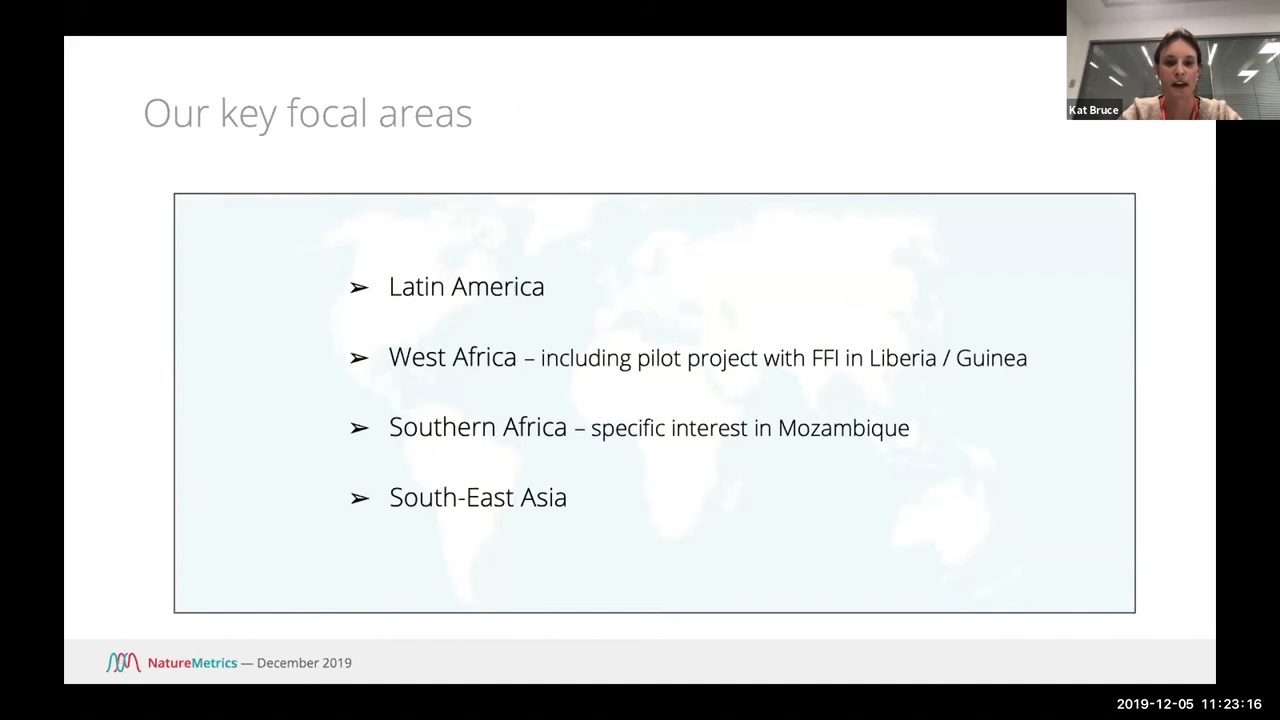 Our key focal areas
Kat Bruce
➢ Latin America
➢ West Africa – including pilot project with FFI in Liberia / Guinea
➢ Southern Africa – specific interest in Mozambique
➢ South-East Asia
NatureMetrics — December 2019
2019-12-05 11:23:16